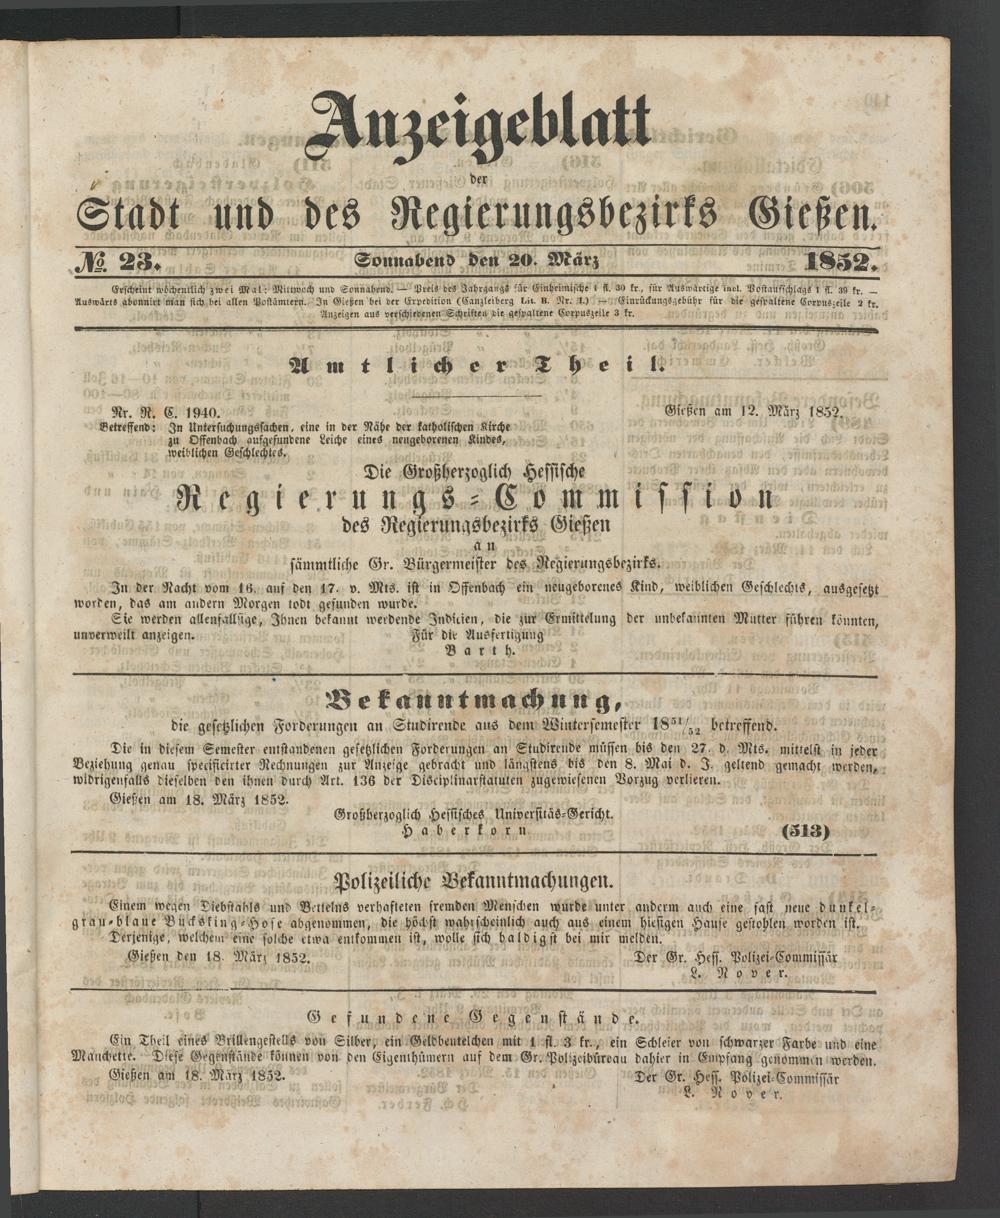 Anzeigeblatt
der
Stadt und des Regierungsbezirks Gießen.
№. 23. Sonnabend den 20. März 1852.
Erscheint wöchentlich zwei Mal: Mittwoch und Sonnabend. — Preis des Jahrgangs für Einheimische 1 fl. 30 kr., für Auswärtige incl. Postaufschlags 1 fl. 39 kr. —
Auswärts abonnirt man sich bei allen Postämtern. In Gießen bei der Expedition (Canzleiberg Lit. B. Nr. 1.) — Einrückungsgebühr für die gespaltene Corpuszeile 2 kr.
Anzeigen aus verschiedenen Schriften die gespaltene Corpuszeile 3 kr.
Amtlicher Theil.
Nr. R. C. 1940. Gießen am 12. März 1852.
Betreffend: In Untersuchungssachen, eine in der Nähe der katholischen Kirche
zu Offenbach aufgefundene Leiche eines neugeborenen Kindes,
weiblichen Geschlechtes.
Die Großherzoglich Hessische
Regierungs-Commission
des Regierungsbezirks Gießen
an
sämmtliche Gr. Bürgermeister des Regierungsbezirks.
In der Nacht vom 16. auf den 17. v. Mts. ist in Offenbach ein neugeborenes Kind, weiblichen Geschlechts, ausgesetzt
worden, das am andern Morgen todt gefunden wurde.
Sie werden allenfallsige, Ihnen bekannt werdende Indicien, die zur Ermittelung der unbekannten Mutter führen könnten,
unverweilt anzeigen. Für die Ausfertigung
Barth.
Bekanntmachung,
die gesetzlichen Forderungen an Studirende aus dem Wintersemester 1851/52 betreffend.
Die in diesem Semester entstandenen gesetzlichen Forderungen an Studirende müssen bis den 27. d. Mts. mittelst in jeder
Beziehung genau specificirter Rechnungen zur Anzeige gebracht und längstens bis den 8. Mai d. J. geltend gemacht werden,
widrigenfalls dieselben den ihnen durch Art. 136 der Disciplinarstatuten zugewiesenen Vorzug verlieren.
Gießen am 18. März 1852.
Großherzoglich Hessisches Universitäs-Gericht.
Haberkorn (513)
Polizeiliche Bekanntmachungen.
Einem wegen Diebstahls und Bettelns verhafteten fremden Menschen wurde unter anderm auch eine fast neue dunkel-
grau-blaue Bücksking-Hose abgenommen, die höchst wahrscheinlich auch aus einem hiesigen Hause gestohlen worden ist.
Derjenige, welchem eine solche etwa entkommen ist, wolle sich baldigst bei mir melden.
Gießen den 18. März 1852. Der Gr. Hess. Polizei-Commissär
L. Nover.
Gefundene Gegenstände.
Ein Theil eines Brillengestells von Silber, ein Geldbeutelchen mit 1 fl. 3 kr., ein Schleier von schwarzer Farbe und eine
Manchette. Diese Gegenstände können von den Eigenthümern auf dem Gr. Polizeibüreau dahier in Empfang genommen werden.
Gießen am 18. März 1852. Der Gr. Hess. Polizei-Commissär
L. Nover.